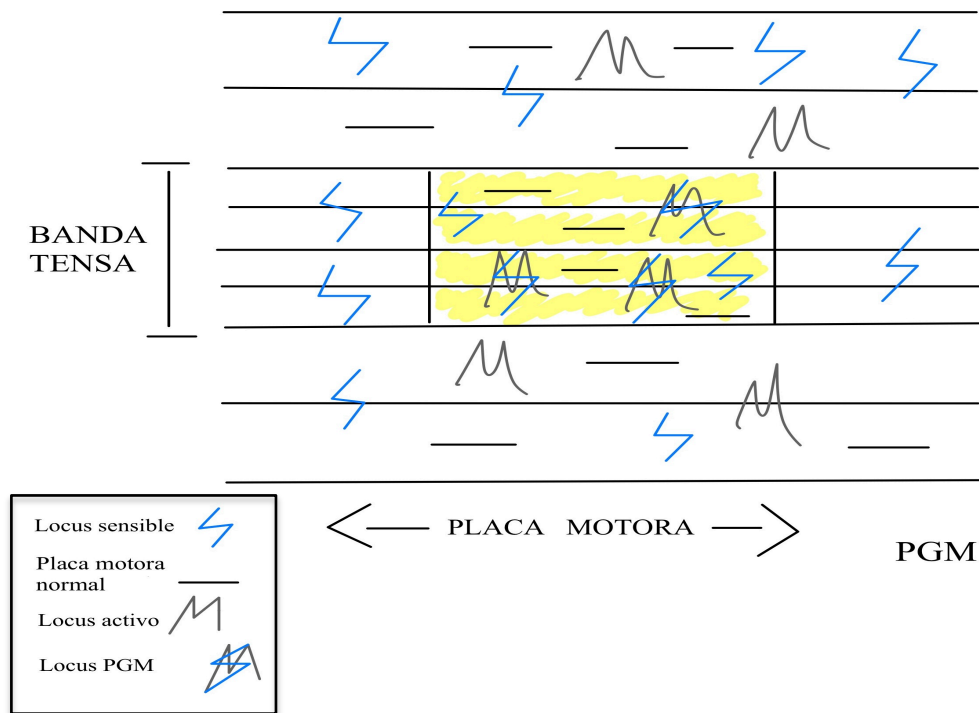 BANDA
TENSA
PLACA MOTORA
PGM
Locus sensible
Placa motora
normal
Locus activo
Locus PGM